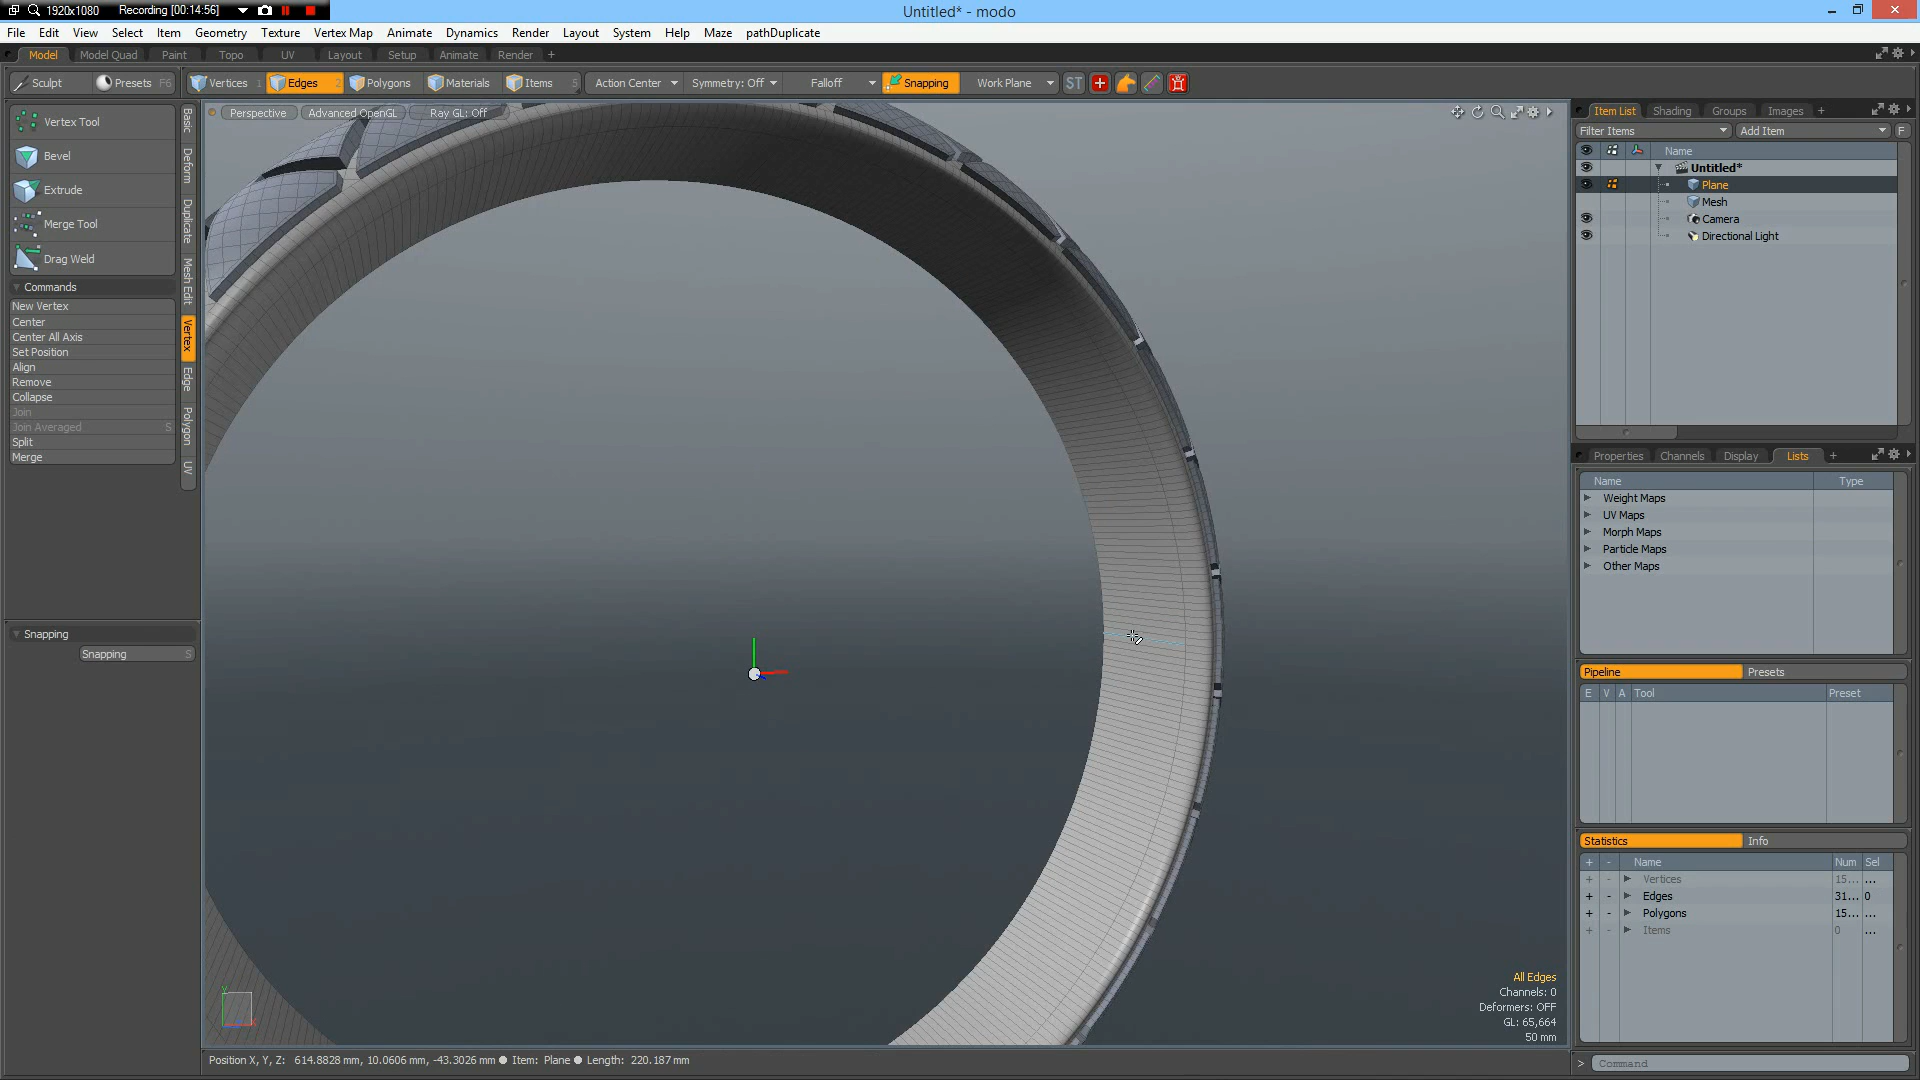 1920x1080 Recording [00:14:56]
Untitled* - modo
File Edit View Select Item Geometry Texture Vertex Map Animate Dynamics Render Layout System Help Maze pathDuplicate
Model Model Quad Paint Topo UV Layout Setup Animate Render +
Sculpt Presets F6 Vertices 1 Edges 2 Polygons Materials Items 5 Action Center Symmetry: Off Falloff Snapping Work Plane ST
Perspective Advanced OpenGL Ray GL: Off
Vertex Tool
Bevel
Extrude
Merge Tool
Drag Weld
Commands
New Vertex
Center
Center All Axis
Set Position
Align
Remove
Collapse
Join
Join Averaged S
Split
Merge
Basic
Deform
Duplicate
Mesh Edit
Vertex
Edge
Polygon
UV
Snapping
Snapping S
All Edges
Channels: 0
Deformers: OFF
GL: 65,664
50 mm
Position X, Y, Z: 614.8828 mm, 10.0606 mm, -43.3026 mm Item: Plane Length: 220.187 mm
Item List Shading Groups Images +
Filter Items Add Item F
Name
Untitled*
Plane
Mesh
Camera
Directional Light
Properties Channels Display Lists +
Name Type
Weight Maps
UV Maps
Morph Maps
Particle Maps
Other Maps
Pipeline Presets
E V A Tool Preset
Statistics Info
+ - Name Num Sel
+ - Vertices 15... ...
+ - Edges 31... 0
+ - Polygons 15... ...
+ - Items 0 ...
> Command